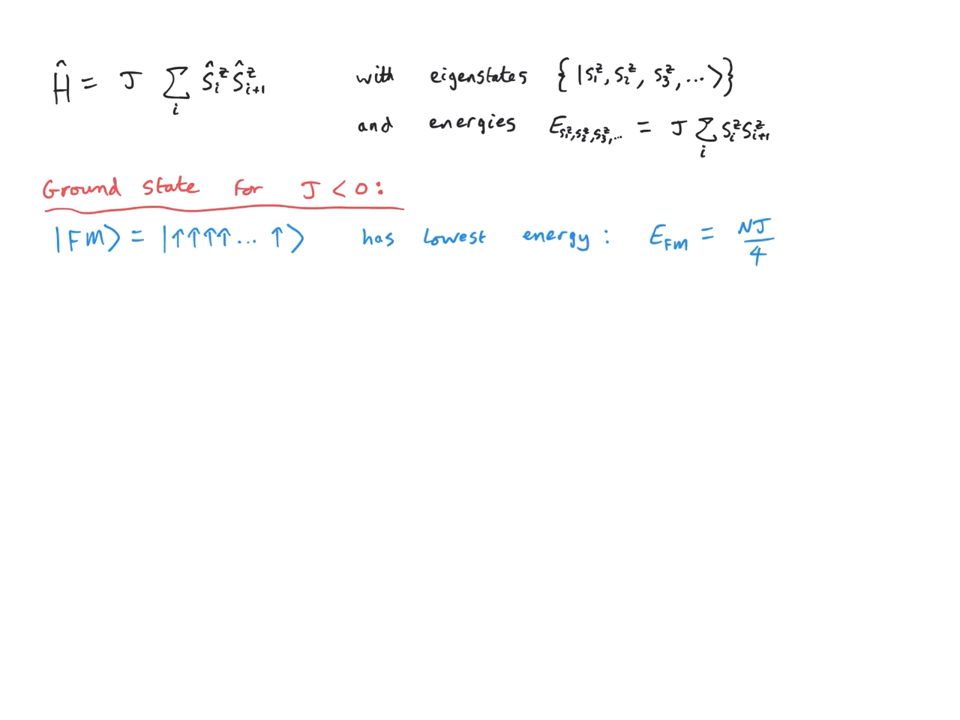 Ĥ = J ∑ᵢ Ŝᵢᶻ Ŝᵢ₊₁ᶻ with eigenstates { |S₁ᶻ, S₂ᶻ, S₃ᶻ, ...⟩ }
and energies E_{S₁ᶻ,S₂ᶻ,S₃ᶻ,...} = J ∑ᵢ Sᵢᶻ Sᵢ₊₁ᶻ
Ground state for J < 0:
|FM⟩ = |↑↑↑↑... ↑⟩ has lowest energy: E_FM = NJ/4